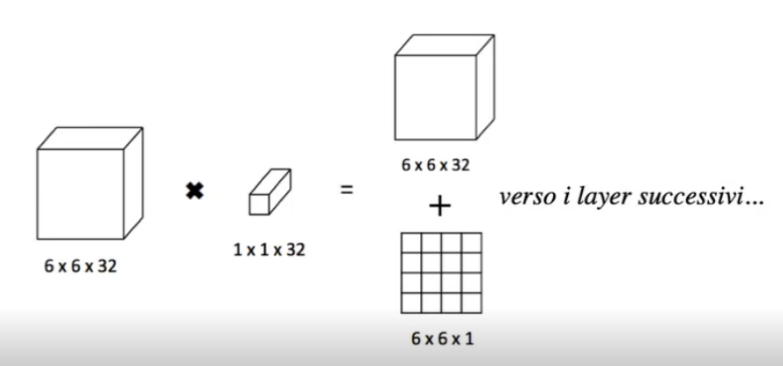 6 x 6 x 32
✖
1 x 1 x 32
=
6 x 6 x 32
+
6 x 6 x 1
verso i layer successivi...